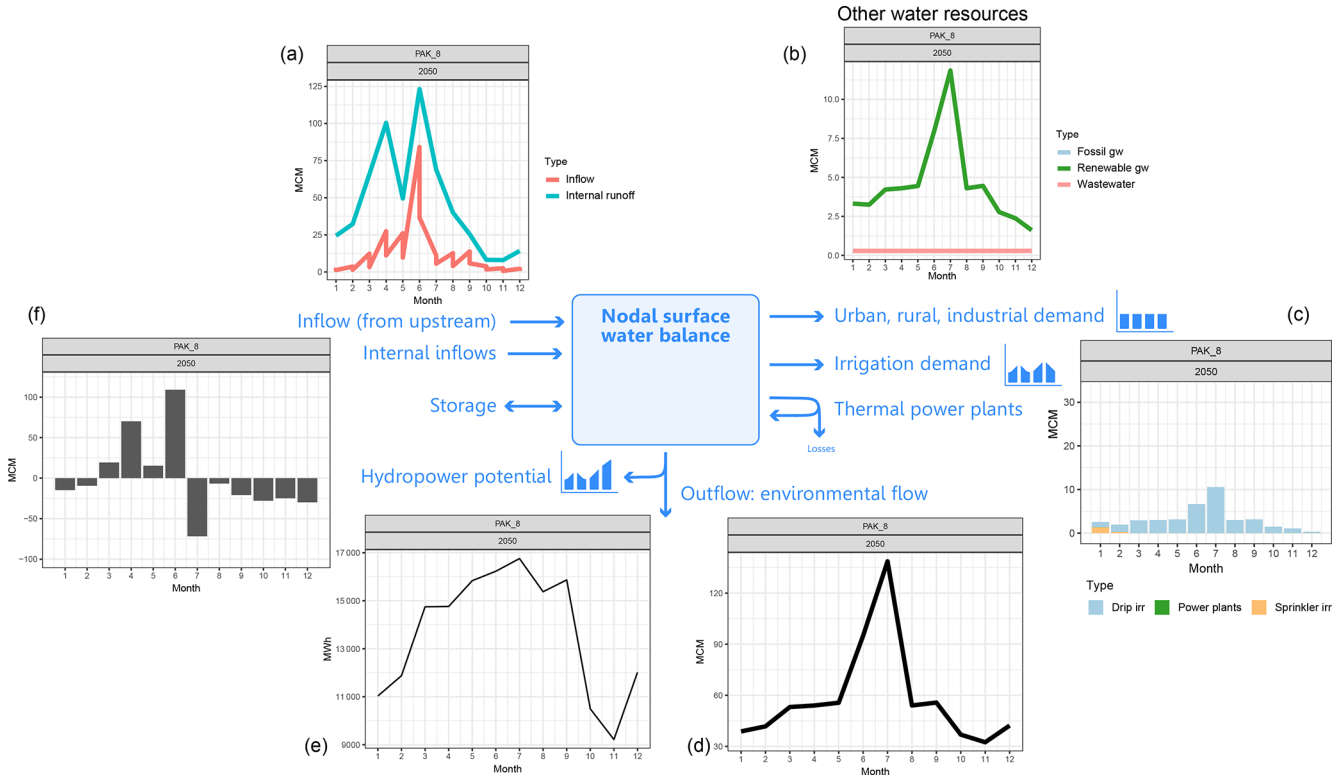 Other water resources
(a)
PAK_8
2050
MCM
125
100
75
50
25
0
1 2 3 4 5 6 7 8 9 10 11 12
Month
Type
Inflow
Internal runoff
(b)
PAK_8
2050
MCM
10.0
7.5
5.0
2.5
0.0
1 2 3 4 5 6 7 8 9 10 11 12
Month
Type
Fossil gw
Renewable gw
Wastewater
(f)
PAK_8
2050
MCM
100
50
0
−50
−100
1 2 3 4 5 6 7 8 9 10 11 12
Month
Inflow (from upstream)
Internal inflows
Storage
Hydropower potential
Nodal surface
water balance
Urban, rural, industrial demand
Irrigation demand
Thermal power plants
Losses
Outflow: environmental flow
(c)
PAK_8
2050
MCM
30
20
10
0
1 2 3 4 5 6 7 8 9 10 11 12
Month
Type
Drip irr
Power plants
Sprinkler irr
(e)
PAK_8
2050
MWh
17 000
15 000
13 000
11 000
9000
1 2 3 4 5 6 7 8 9 10 11 12
Month
(d)
PAK_8
2050
MCM
120
90
60
30
1 2 3 4 5 6 7 8 9 10 11 12
Month